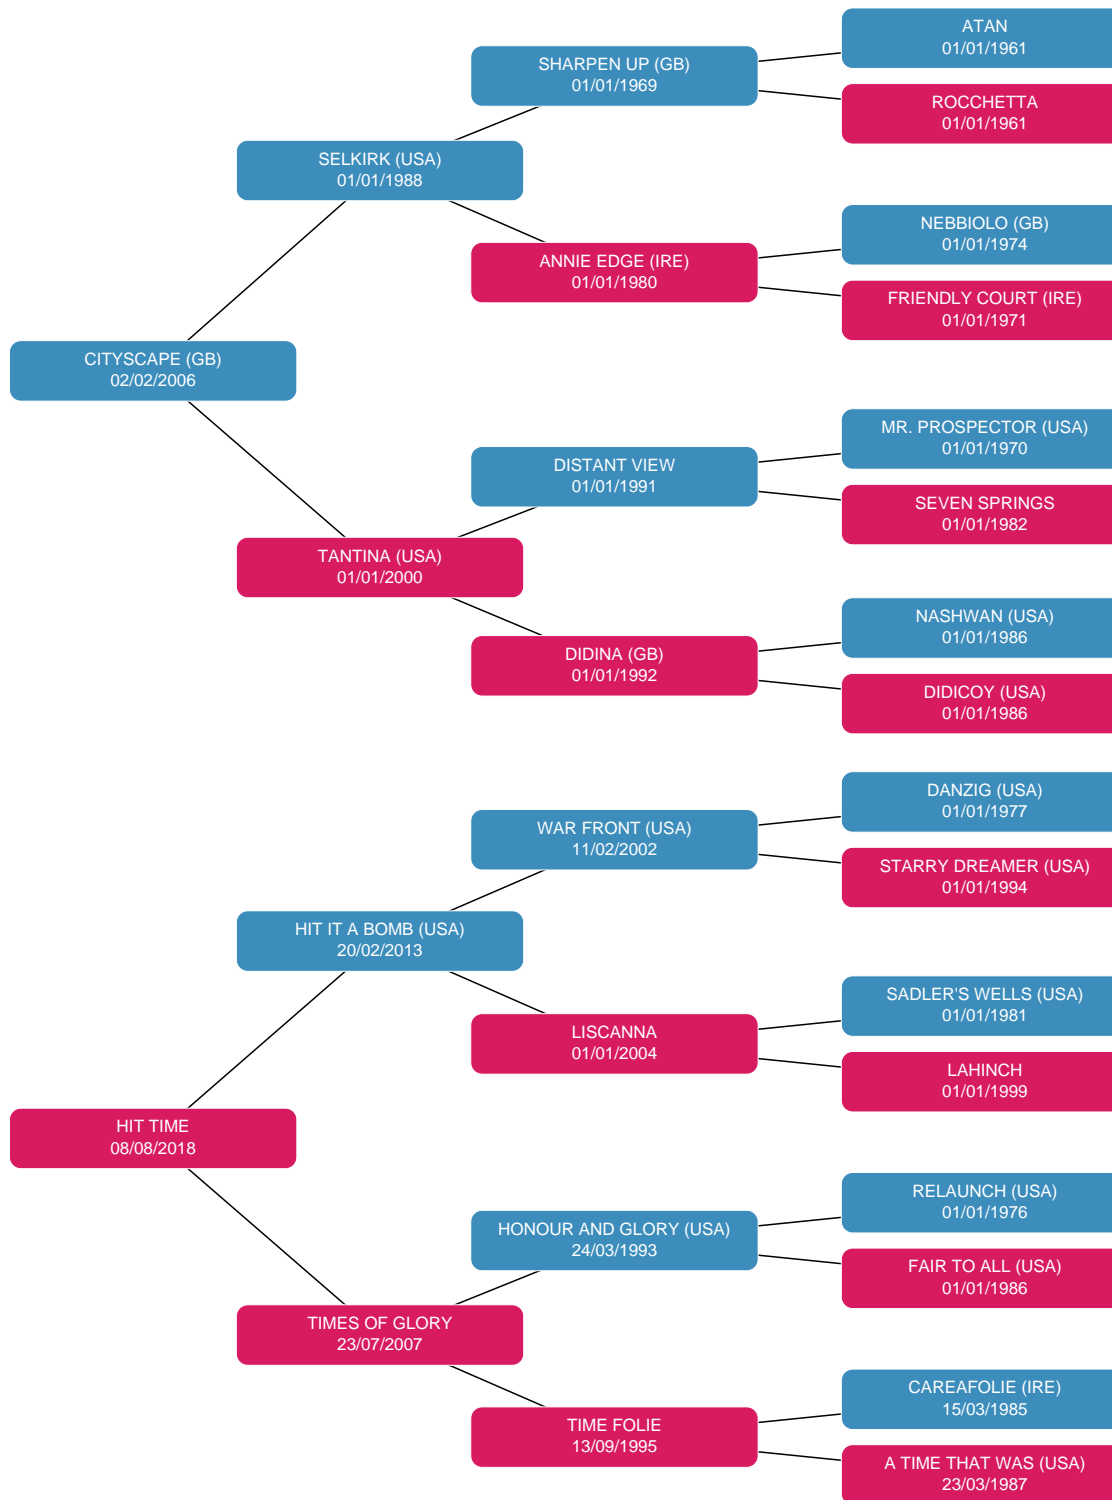 ATAN
01/01/1961
SHARPEN UP (GB)
01/01/1969
ROCCHETTA
01/01/1961
SELKIRK (USA)
01/01/1988
NEBBIOLO (GB)
01/01/1974
ANNIE EDGE (IRE)
01/01/1980
FRIENDLY COURT (IRE)
01/01/1971
CITYSCAPE (GB)
02/02/2006
MR. PROSPECTOR (USA)
01/01/1970
DISTANT VIEW
01/01/1991
SEVEN SPRINGS
01/01/1982
TANTINA (USA)
01/01/2000
NASHWAN (USA)
01/01/1986
DIDINA (GB)
01/01/1992
DIDICOY (USA)
01/01/1986
DANZIG (USA)
01/01/1977
WAR FRONT (USA)
11/02/2002
STARRY DREAMER (USA)
01/01/1994
HIT IT A BOMB (USA)
20/02/2013
SADLER'S WELLS (USA)
01/01/1981
LISCANNA
01/01/2004
LAHINCH
01/01/1999
HIT TIME
08/08/2018
RELAUNCH (USA)
01/01/1976
HONOUR AND GLORY (USA)
24/03/1993
FAIR TO ALL (USA)
01/01/1986
TIMES OF GLORY
23/07/2007
CAREAFOLIE (IRE)
15/03/1985
TIME FOLIE
13/09/1995
A TIME THAT WAS (USA)
23/03/1987